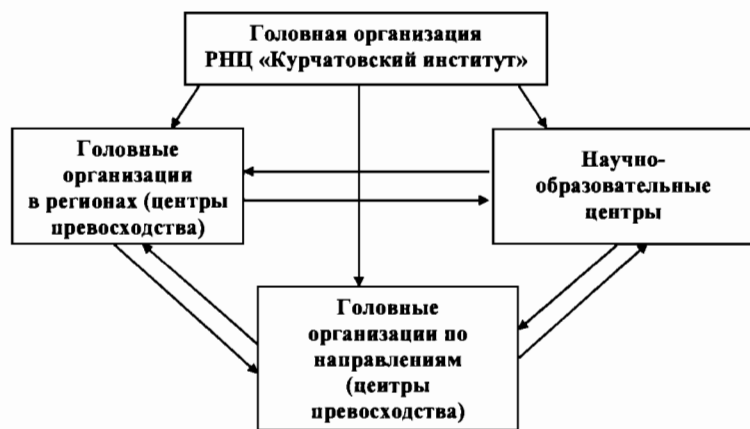 Головная организация
РНЦ «Курчатовский институт»
Головные
организации
в регионах (центры
превосходства)
Научно-
образовательные
центры
Головные
организации по
направлениям
(центры
превосходства)